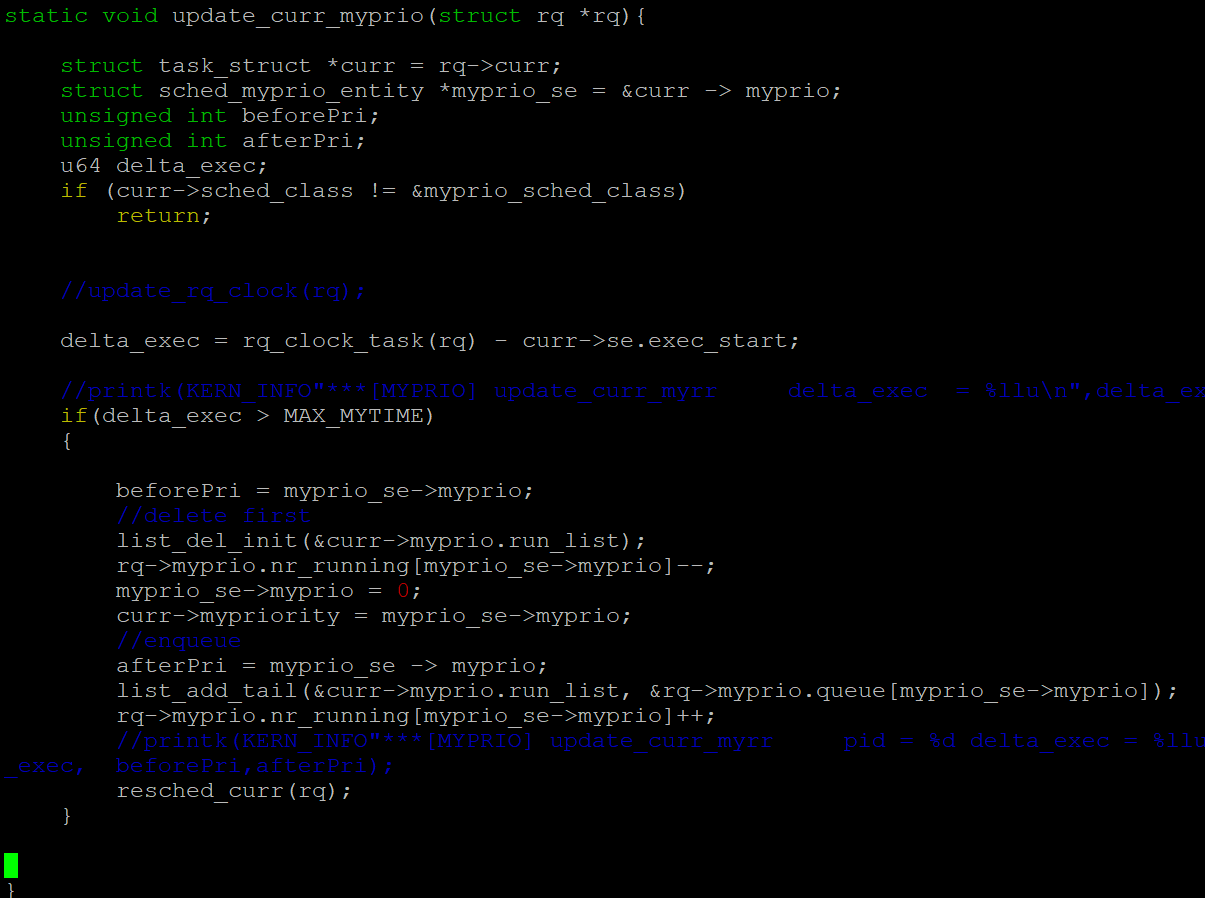 static void update_curr_myprio(struct rq *rq){
struct task_struct *curr = rq->curr;
struct sched_myprio_entity *myprio_se = &curr -> myprio;
unsigned int beforePri;
unsigned int afterPri;
u64 delta_exec;
if (curr->sched_class != &myprio_sched_class)
return;
//update_rq_clock(rq);
delta_exec = rq_clock_task(rq) - curr->se.exec_start;
//printk(KERN_INFO"***[MYPRIO] update_curr_myrr     delta_exec  = %llu\n",delta_ex
if(delta_exec > MAX_MYTIME)
{
beforePri = myprio_se->myprio;
//delete first
list_del_init(&curr->myprio.run_list);
rq->myprio.nr_running[myprio_se->myprio]--;
myprio_se->myprio = 0;
curr->mypriority = myprio_se->myprio;
//enqueue
afterPri = myprio_se -> myprio;
list_add_tail(&curr->myprio.run_list, &rq->myprio.queue[myprio_se->myprio]);
rq->myprio.nr_running[myprio_se->myprio]++;
//printk(KERN_INFO"***[MYPRIO] update_curr_myrr     pid = %d delta_exec = %llu
_exec,  beforePri,afterPri);
resched_curr(rq);
}
}